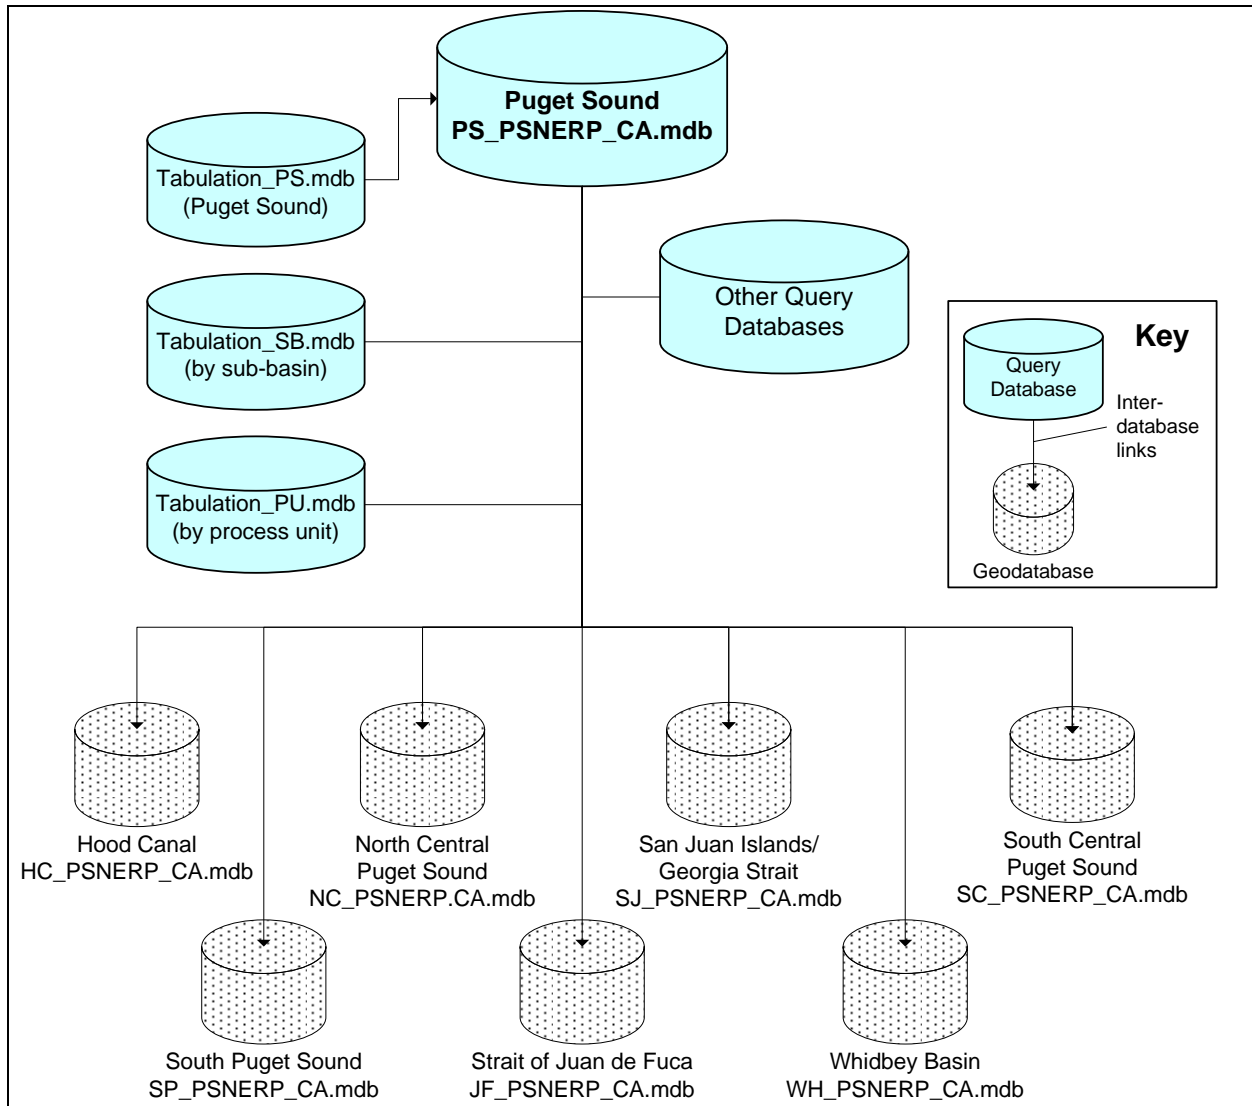 Puget Sound
PS_PSNERP_CA.mdb
Tabulation_PS.mdb
(Puget Sound)
Other Query
Databases
Tabulation_SB.mdb
(by sub-basin)
Tabulation_PU.mdb
(by process unit)
Key
Query
Database
Inter-
database
links
Geodatabase
Hood Canal
HC_PSNERP_CA.mdb
North Central
Puget Sound
NC_PSNERP.CA.mdb
San Juan Islands/
Georgia Strait
SJ_PSNERP_CA.mdb
South Central
Puget Sound
SC_PSNERP_CA.mdb
South Puget Sound
SP_PSNERP_CA.mdb
Strait of Juan de Fuca
JF_PSNERP_CA.mdb
Whidbey Basin
WH_PSNERP_CA.mdb